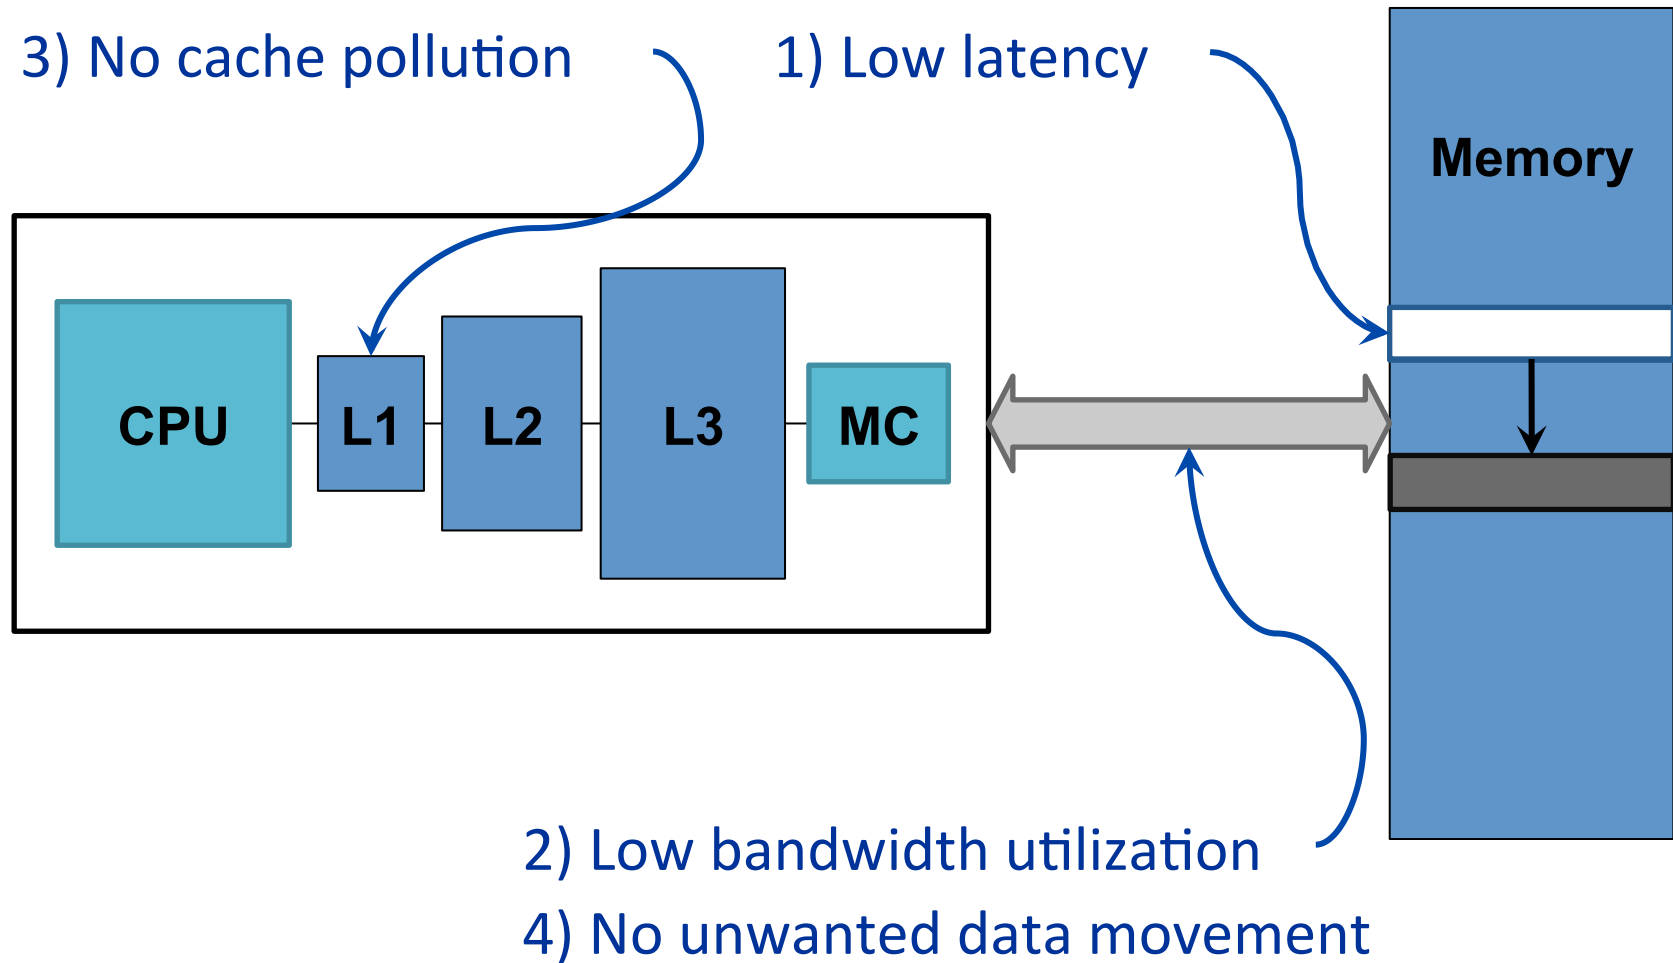 3) No cache pollution
1) Low latency
Memory
CPU
L1
L2
L3
MC
2) Low bandwidth utilization
4) No unwanted data movement